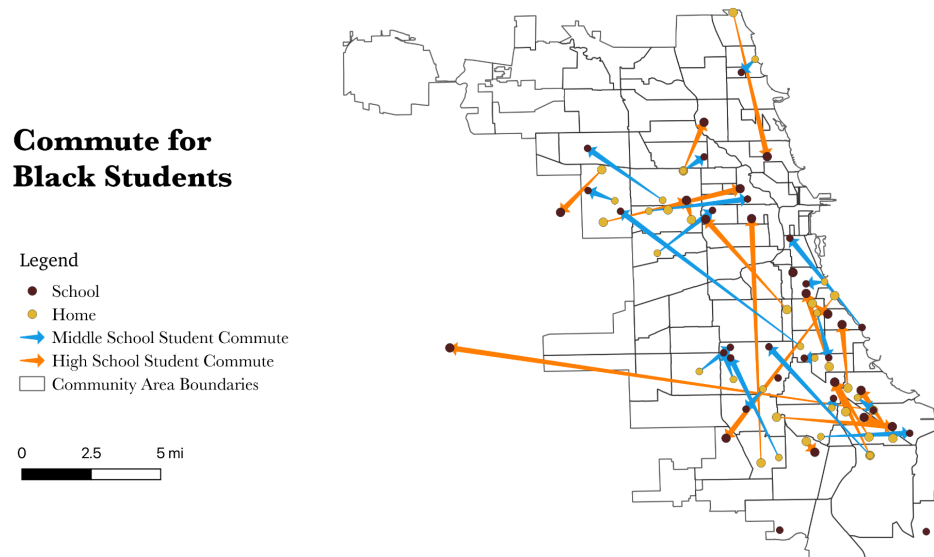 Commute for
Black Students
Legend
School
Home
Middle School Student Commute
High School Student Commute
Community Area Boundaries
0 2.5 5 mi